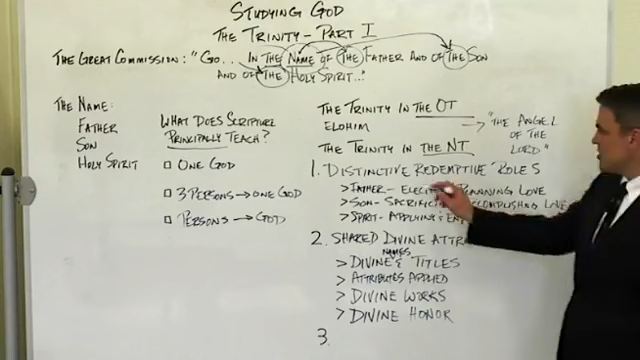 STUDYING GOD
THE TRINITY - PART I
THE GREAT COMMISSION: "GO... IN THE NAME OF THE FATHER AND OF THE SON
AND OF THE HOLY SPIRIT..."
THE NAME:
FATHER
SON
HOLY SPIRIT
WHAT DOES SCRIPTURE
PRINCIPALLY TEACH?
ONE GOD
3 PERSONS → ONE GOD
PERSONS → GOD
THE TRINITY IN THE OT
ELOHIM → "THE ANGEL
OF THE
LORD"
THE TRINITY IN THE NT
1. DISTINCTIVE REDEMPTIVE ROLES
> FATHER - LOVE
> SON - LOVE
> SPIRIT - APPLYING
2. SHARED DIVINE
> DIVINE NAMES & TITLES
> ATTRIBUTES APPLIED
> DIVINE WORKS
> DIVINE HONOR
3.